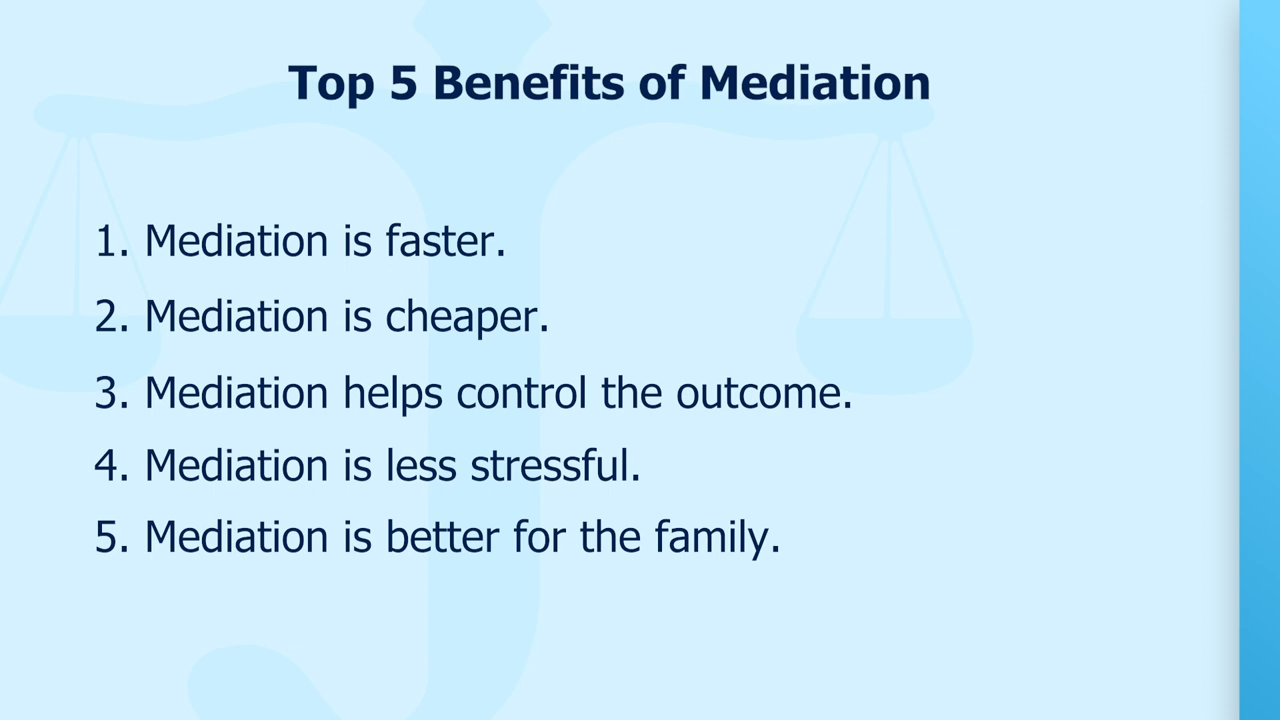 Top 5 Benefits of Mediation
1. Mediation is faster.
2. Mediation is cheaper.
3. Mediation helps control the outcome.
4. Mediation is less stressful.
5. Mediation is better for the family.